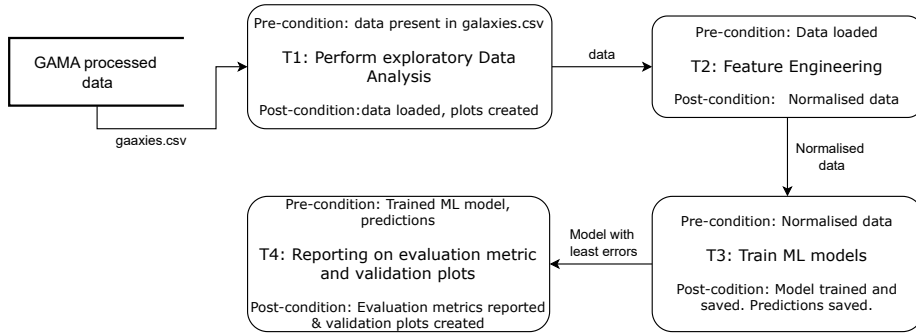 GAMA processed
data
gaaxies.csv
Pre-condition: data present in galaxies.csv
T1: Perform exploratory Data
Analysis
Post-condition:data loaded, plots created
data
Pre-condition: Data loaded
T2: Feature Engineering
Post-condition: Normalised data
Normalised
data
Pre-condition: Normalised data
T3: Train ML models
Post-codition: Model trained and
saved. Predictions saved.
Model with
least errors
Pre-condition: Trained ML model,
predictions
T4: Reporting on evaluation metric
and validation plots
Post-condition: Evaluation metrics reported
& validation plots created